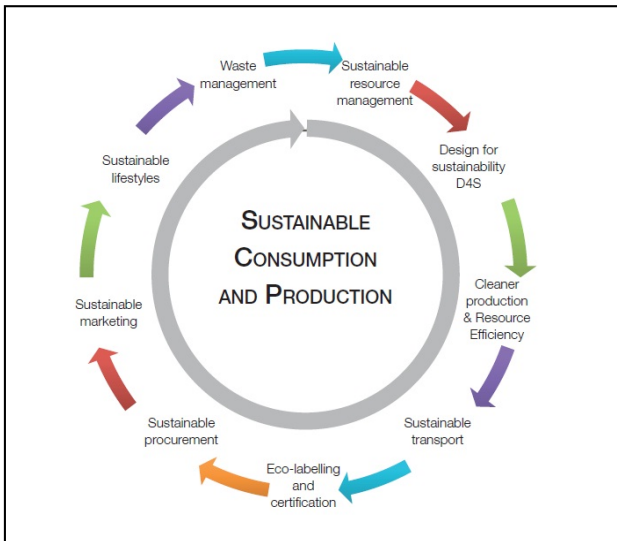 Waste
management
Sustainable
resource
management
Design for
sustainability
D4S
Cleaner
production
& Resource
Efficiency
Sustainable
transport
Eco-labelling
and
certification
Sustainable
procurement
Sustainable
marketing
Sustainable
lifestyles
SUSTAINABLE
CONSUMPTION
AND PRODUCTION